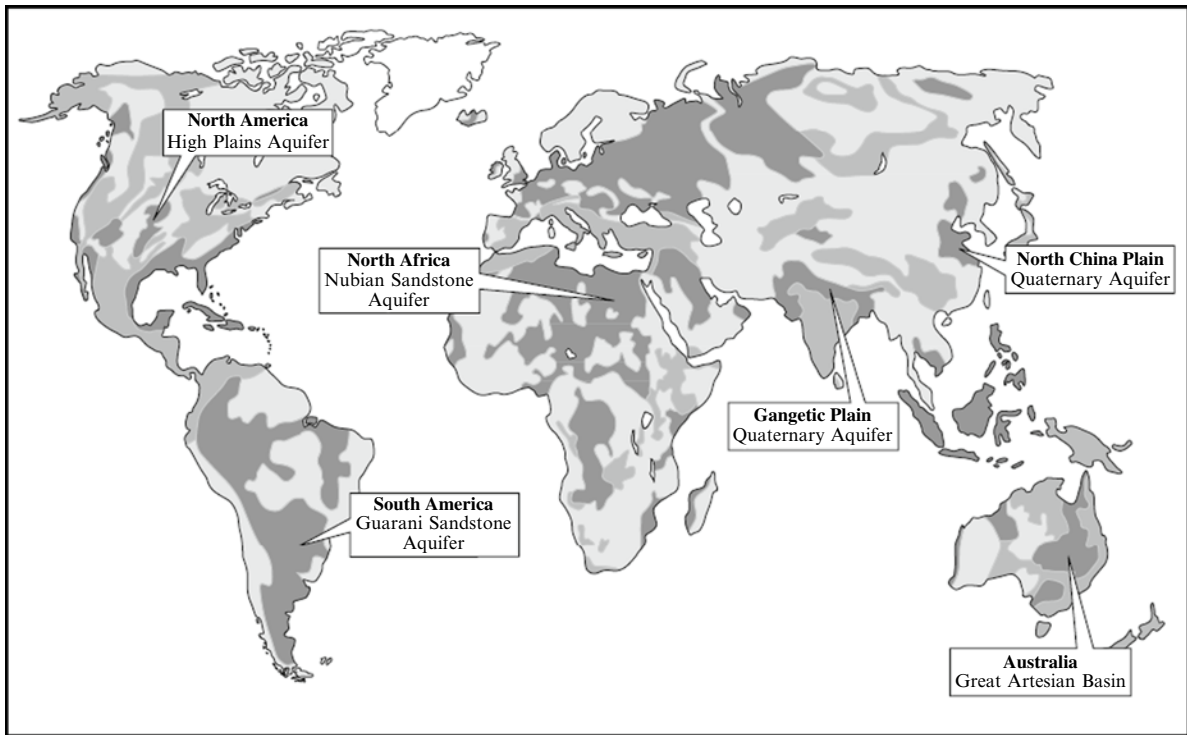 North America
High Plains Aquifer
North Africa
Nubian Sandstone
Aquifer
North China Plain
Quaternary Aquifer
Gangetic Plain
Quaternary Aquifer
South America
Guarani Sandstone
Aquifer
Australia
Great Artesian Basin